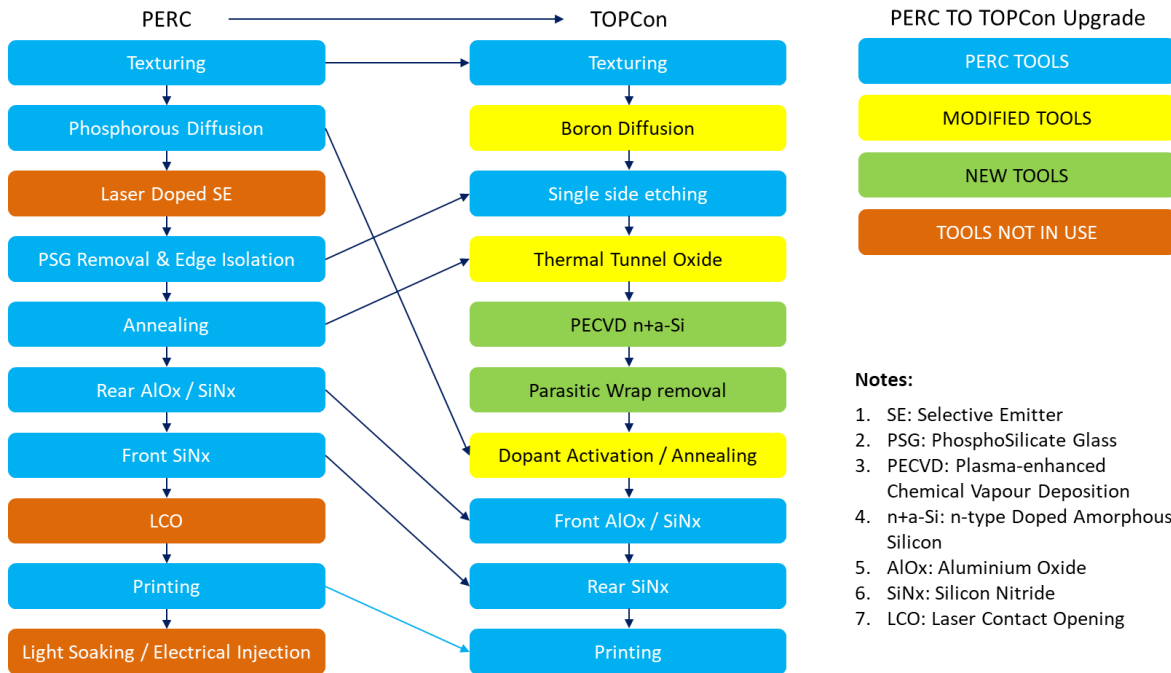 PERC
TOPCon
PERC TO TOPCon Upgrade
Texturing
Phosphorous Diffusion
Laser Doped SE
PSG Removal & Edge Isolation
Annealing
Rear AlOx / SiNx
Front SiNx
LCO
Printing
Light Soaking / Electrical Injection
Texturing
Boron Diffusion
Single side etching
Thermal Tunnel Oxide
PECVD n+a-Si
Parasitic Wrap removal
Dopant Activation / Annealing
Front AlOx / SiNx
Rear SiNx
Printing
PERC TOOLS
MODIFIED TOOLS
NEW TOOLS
TOOLS NOT IN USE
Notes:
1. SE: Selective Emitter
2. PSG: PhosphoSilicate Glass
3. PECVD: Plasma-enhanced
Chemical Vapour Deposition
4. n+a-Si: n-type Doped Amorphous
Silicon
5. AlOx: Aluminium Oxide
6. SiNx: Silicon Nitride
7. LCO: Laser Contact Opening